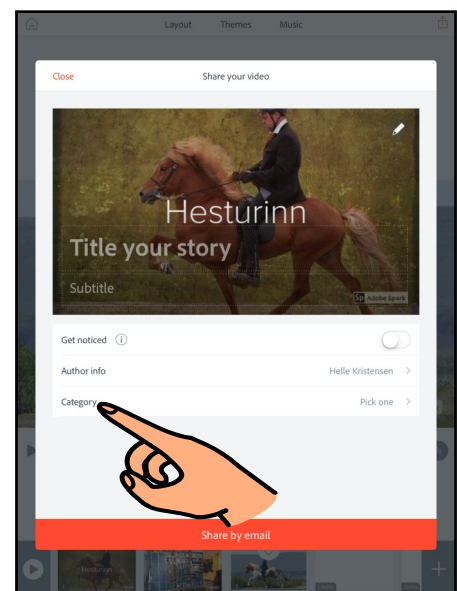 Layout Themes Music
Close Share your video
Hesturinn
Title your story
Subtitle
Sp Adobe Spark
Get noticed i
Author info Helle Kristensen >
Category Pick one >
Share by email
Hesturinn